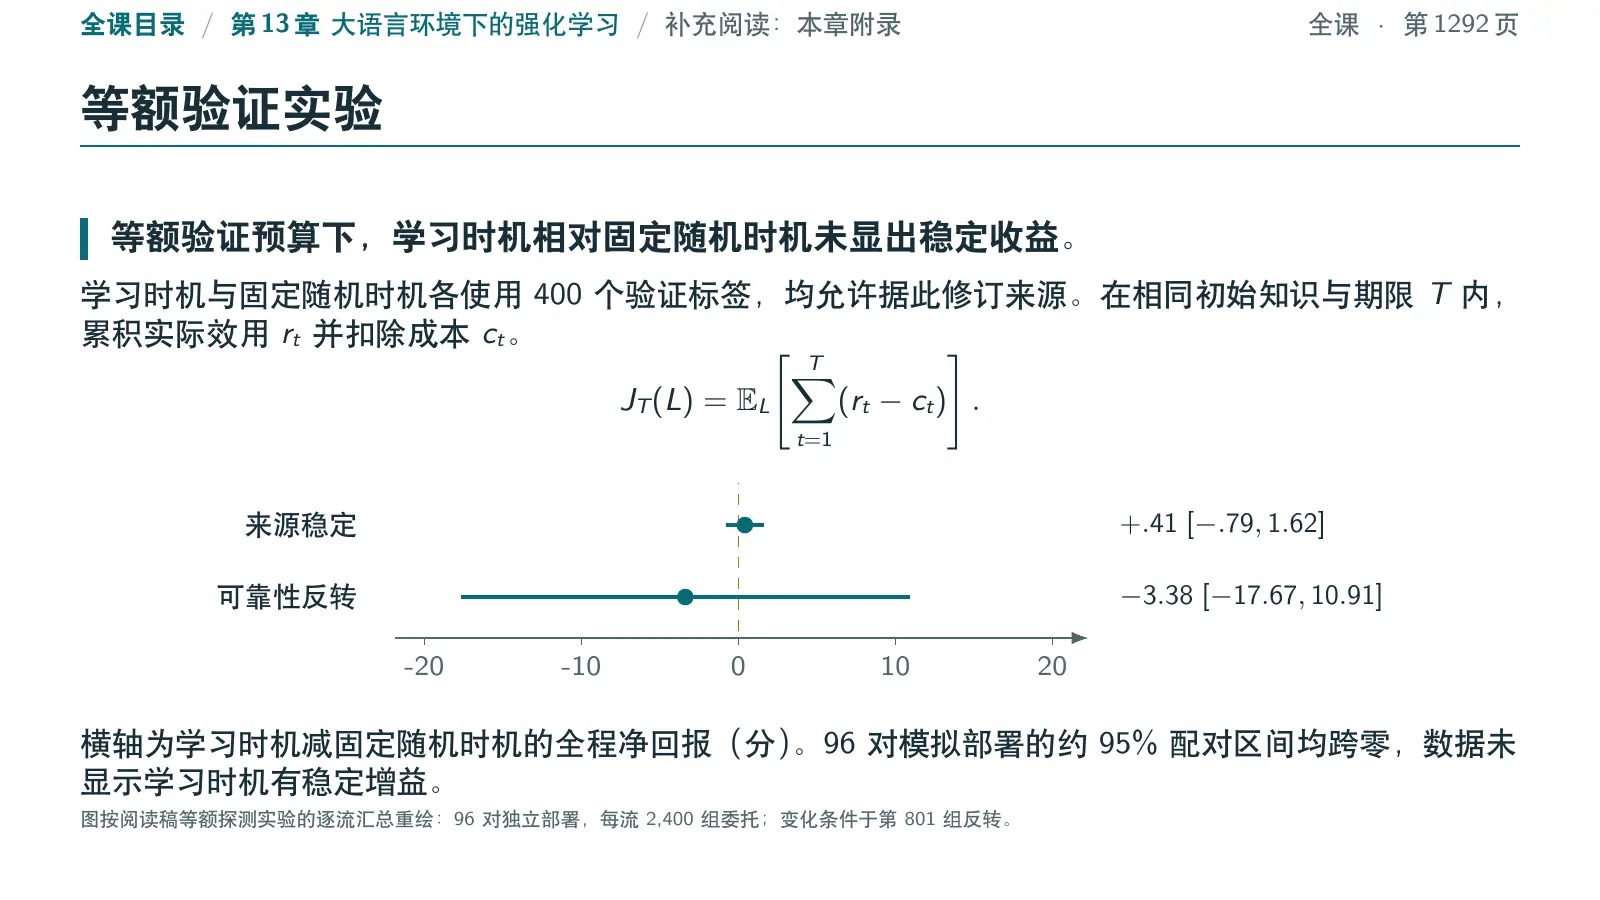 全课目录 / 第 13 章 大语言环境下的强化学习 / 补充阅读：本章附录
全课 · 第 1292 页
等额验证实验
等额验证预算下，学习时机相对固定随机时机未显出稳定收益。
学习时机与固定随机时机各使用 400 个验证标签，均允许据此修订来源。在相同初始知识与期限 T 内，
累积实际效用 rₜ 并扣除成本 cₜ。
J_T(L) = 𝔼_L [ ∑_{t=1}^{T} (r_t − c_t) ] .
来源稳定
+.41 [−.79, 1.62]
可靠性反转
−3.38 [−17.67, 10.91]
-20 -10 0 10 20
横轴为学习时机减固定随机时机的全程净回报（分）。96 对模拟部署的约 95% 配对区间均跨零，数据未
显示学习时机有稳定增益。
图按阅读稿等额探测实验的逐流汇总重绘：96 对独立部署，每流 2,400 组委托；变化条件于第 801 组反转。